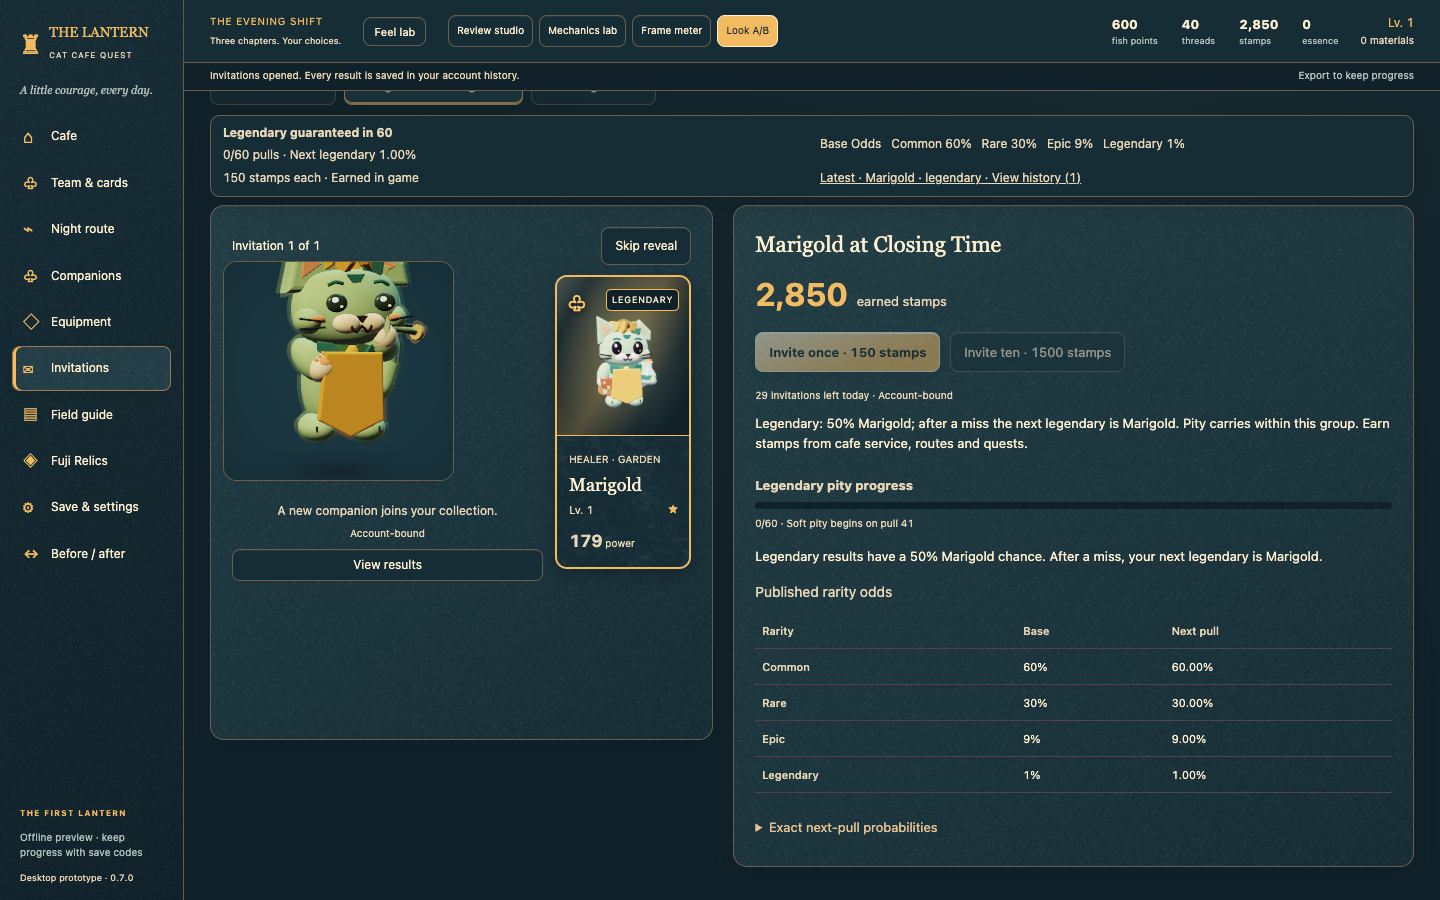 THE LANTERN
CAT CAFE QUEST
A little courage, every day.
Cafe
Team & cards
Night route
Companions
Equipment
Invitations
Field guide
Fuji Relics
Save & settings
Before / after
THE FIRST LANTERN
Offline preview · keep
progress with save codes
Desktop prototype · 0.7.0
THE EVENING SHIFT
Three chapters. Your choices.
Feel lab
Review studio
Mechanics lab
Frame meter
Look A/B
600
fish points
40
threads
2,850
stamps
0
essence
Lv. 1
0 materials
Invitations opened. Every result is saved in your account history.
Export to keep progress
Legendary guaranteed in 60
0/60 pulls · Next legendary 1.00%
150 stamps each · Earned in game
Base Odds Common 60% Rare 30% Epic 9% Legendary 1%
Latest · Marigold · legendary · View history (1)
Invitation 1 of 1
Skip reveal
LEGENDARY
HEALER · GARDEN
Marigold
Lv. 1
179 power
A new companion joins your collection.
Account-bound
View results
Marigold at Closing Time
2,850 earned stamps
Invite once · 150 stamps
Invite ten · 1500 stamps
29 invitations left today · Account-bound
Legendary: 50% Marigold; after a miss the next legendary is Marigold. Pity carries within this group. Earn
stamps from cafe service, routes and quests.
Legendary pity progress
0/60 · Soft pity begins on pull 41
Legendary results have a 50% Marigold chance. After a miss, your next legendary is Marigold.
Published rarity odds
Rarity Base Next pull
Common 60% 60.00%
Rare 30% 30.00%
Epic 9% 9.00%
Legendary 1% 1.00%
Exact next-pull probabilities